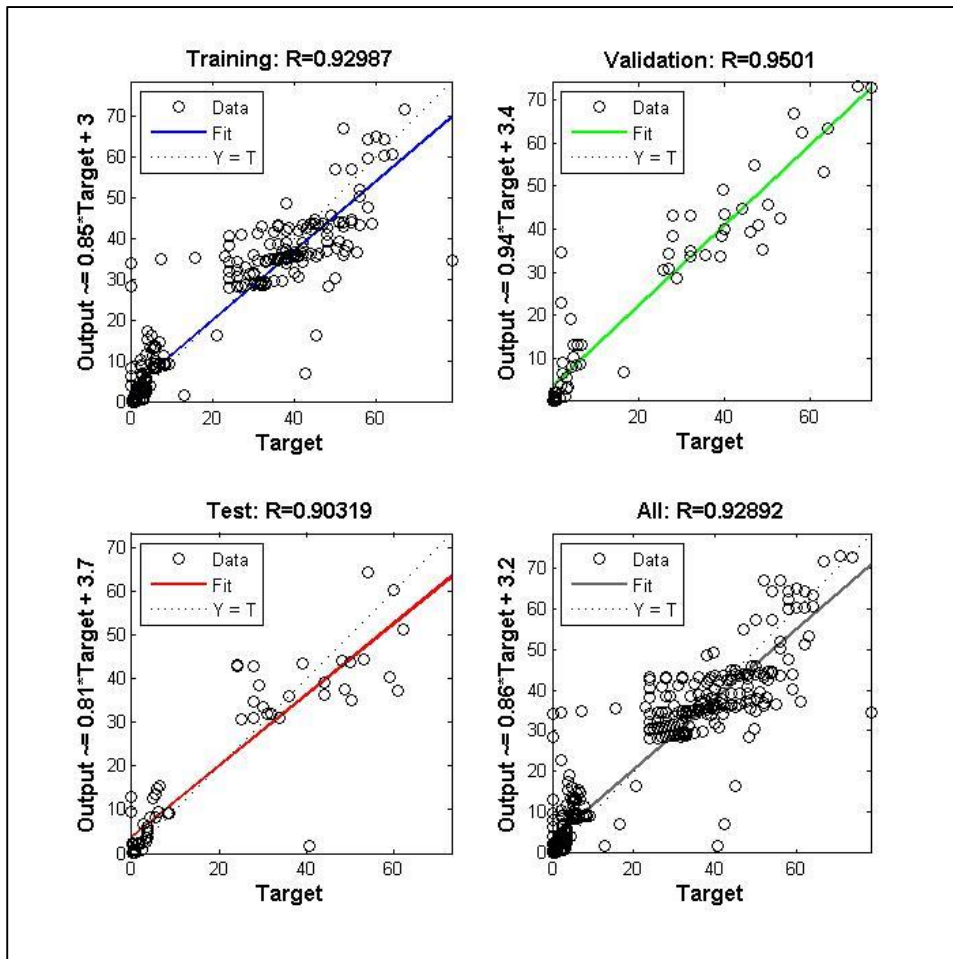 Training: R=0.92987
Output ~= 0.85*Target + 3
Data
Fit
Y = T
70
60
50
40
30
20
10
0
0 20 40 60
Target
Validation: R=0.9501
Output ~= 0.94*Target + 3.4
Data
Fit
Y = T
70
60
50
40
30
20
10
0
0 20 40 60
Target
Test: R=0.90319
Output ~= 0.81*Target + 3.7
Data
Fit
Y = T
70
60
50
40
30
20
10
0
0 20 40 60
Target
All: R=0.92892
Output ~= 0.86*Target + 3.2
Data
Fit
Y = T
70
60
50
40
30
20
10
0
0 20 40 60
Target